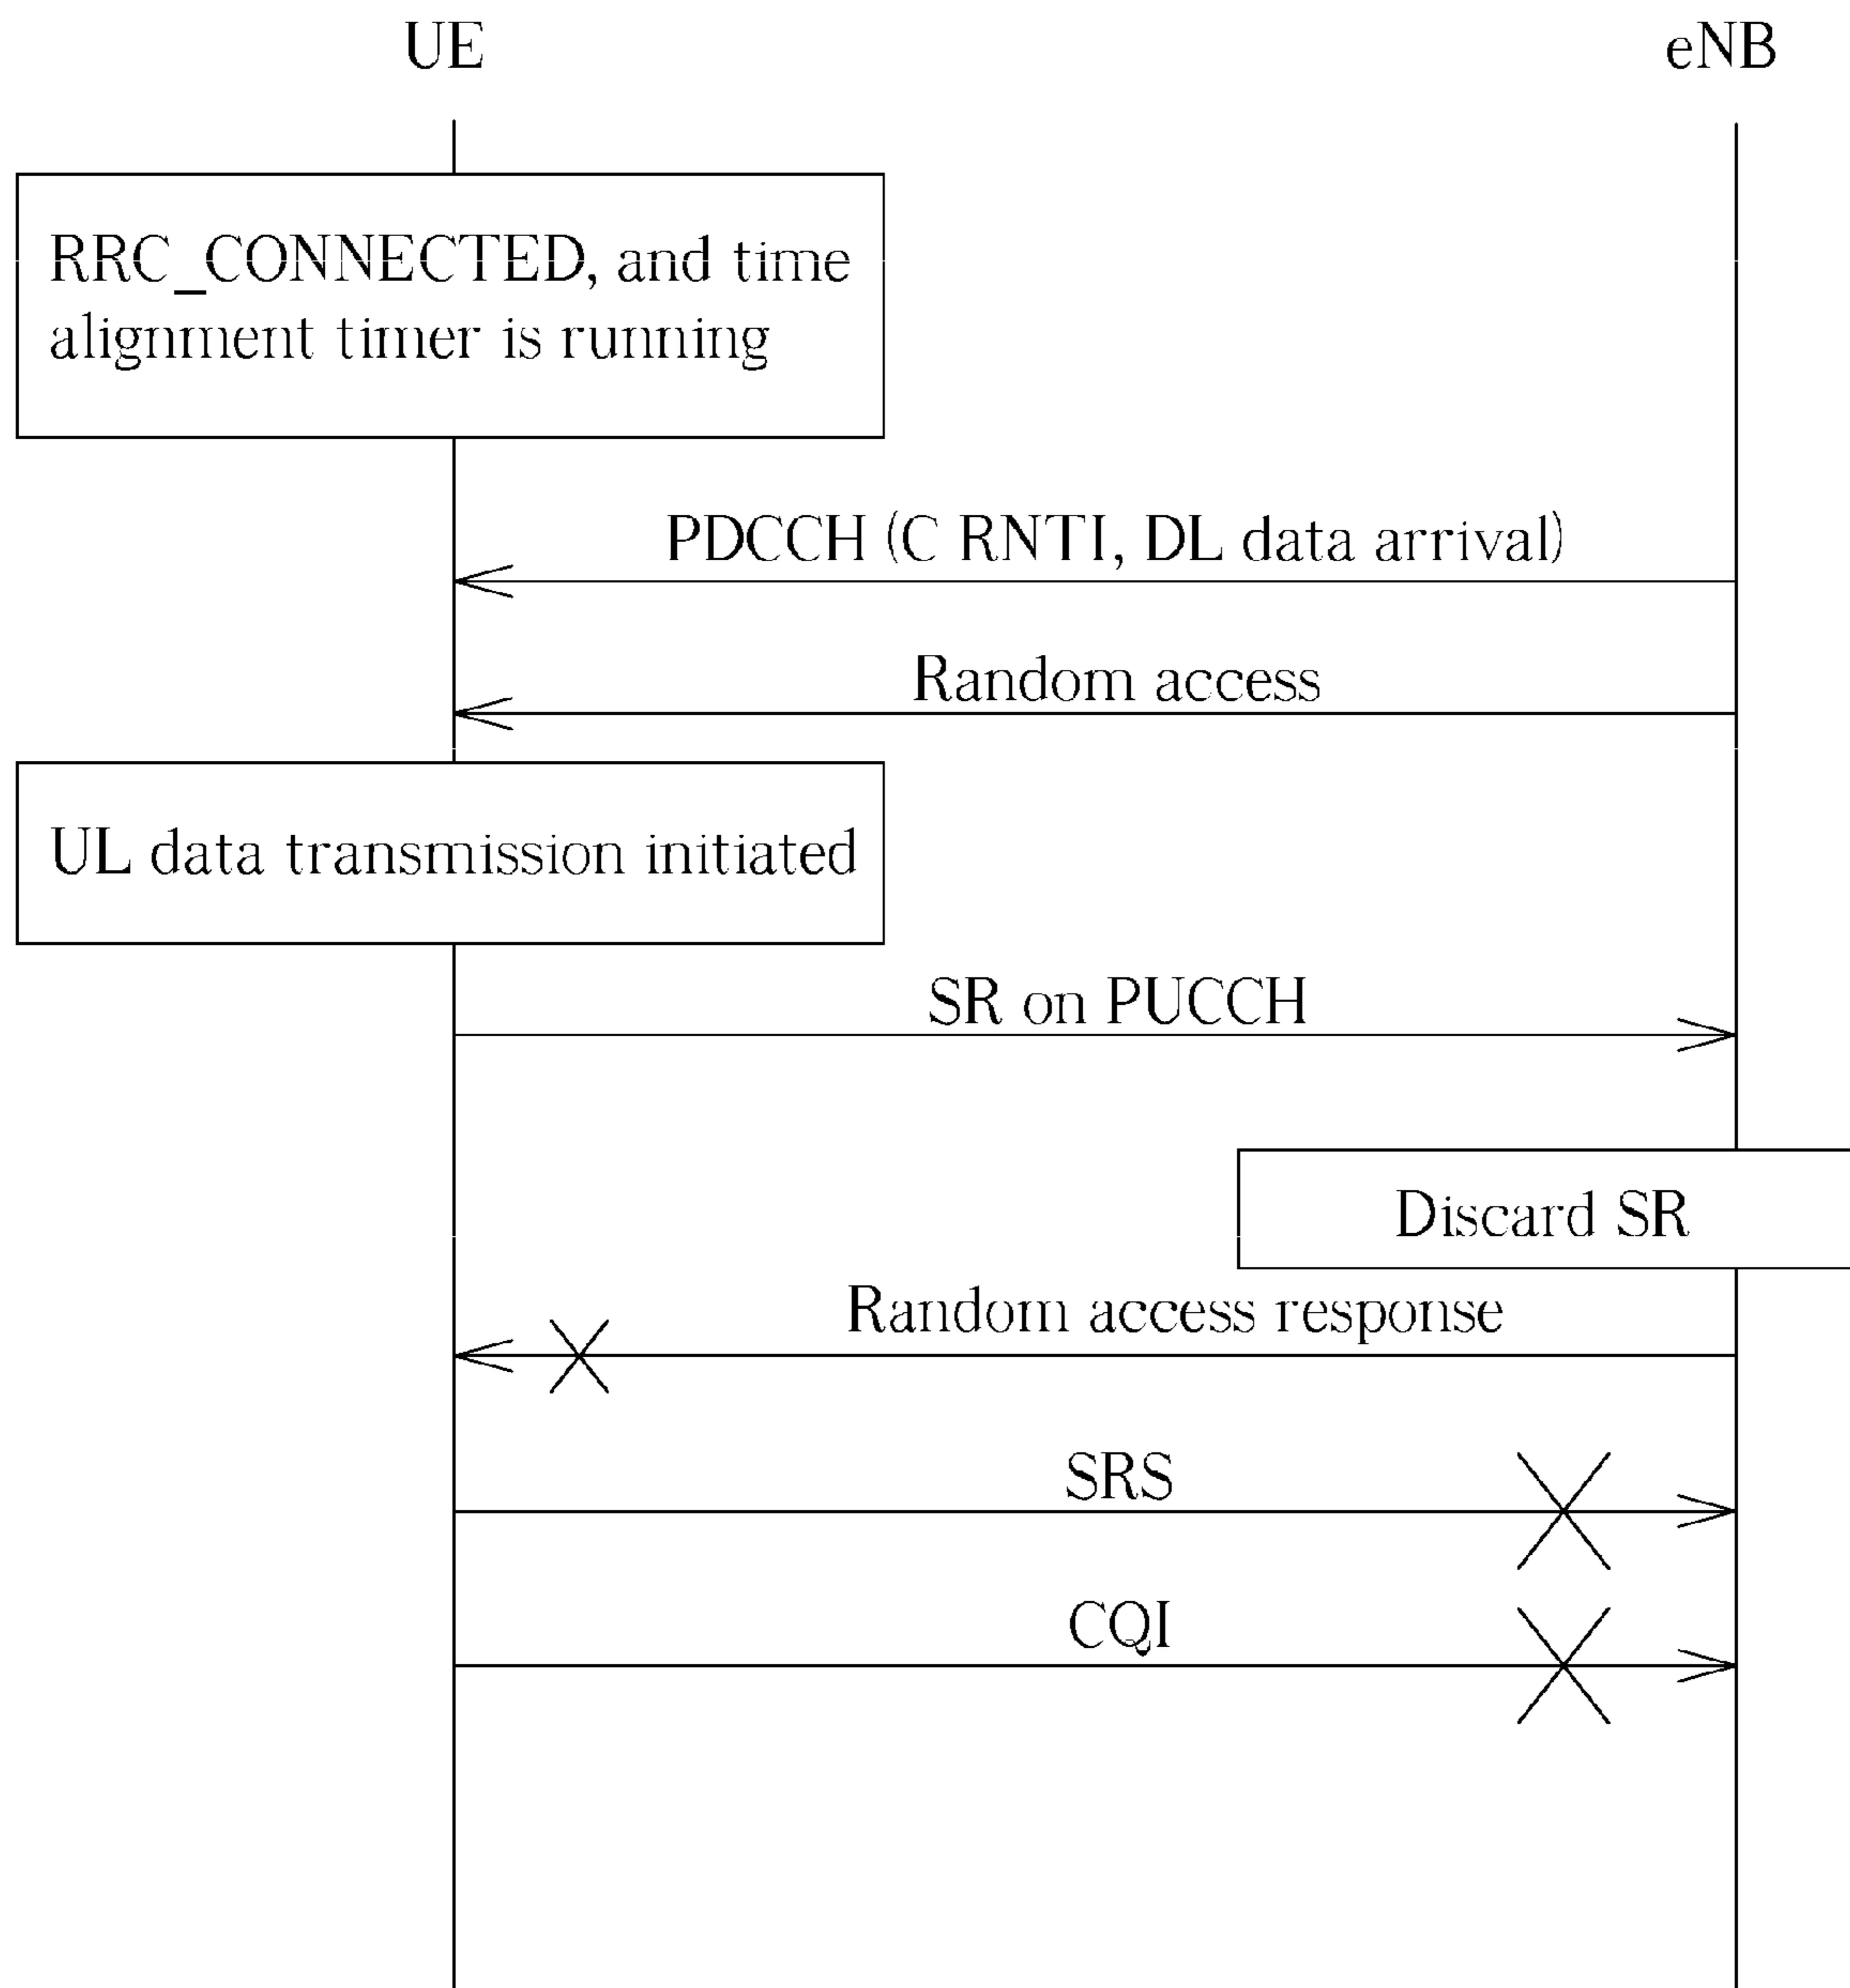 UE
eNB
RRC_CONNECTED, and time
alignment timer is running
PDCCH (C RNTI, DL data arrival)
Random access
UL data transmission initiated
SR on PUCCH
Discard SR
Random access response
SRS
CQI